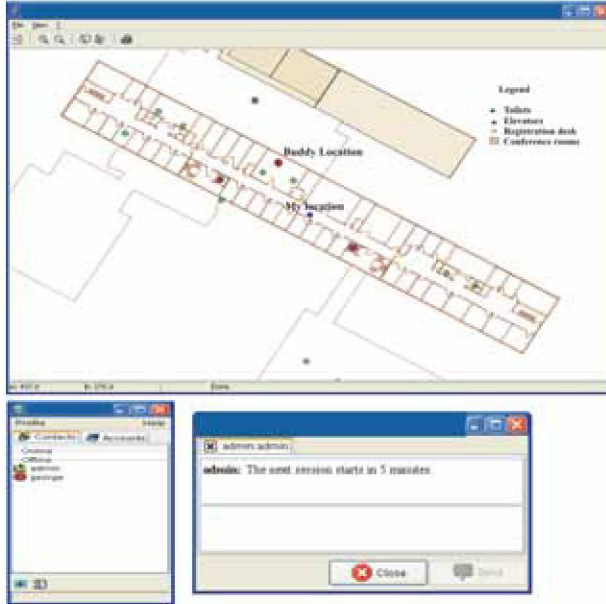 File View
Legend
Toilets
Elevators
Registration desk
Conference rooms
Buddy Location
My location
Profile Help
Contacts Accounts
Online
Offline
admin
george
admin admin
admin: The next session starts in 5 minutes
Close Send